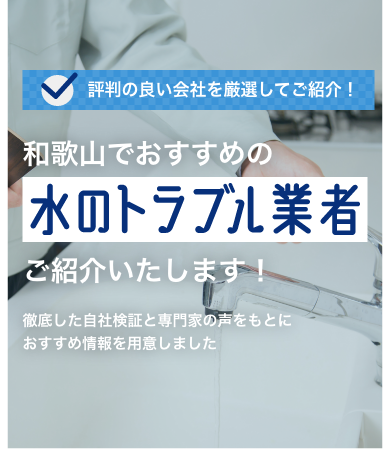 評判の良い会社を厳選してご紹介！
和歌山でおすすめの
水のトラブル業者
ご紹介いたします！
徹底した自社検証と専門家の声をもとに
おすすめ情報を用意しました